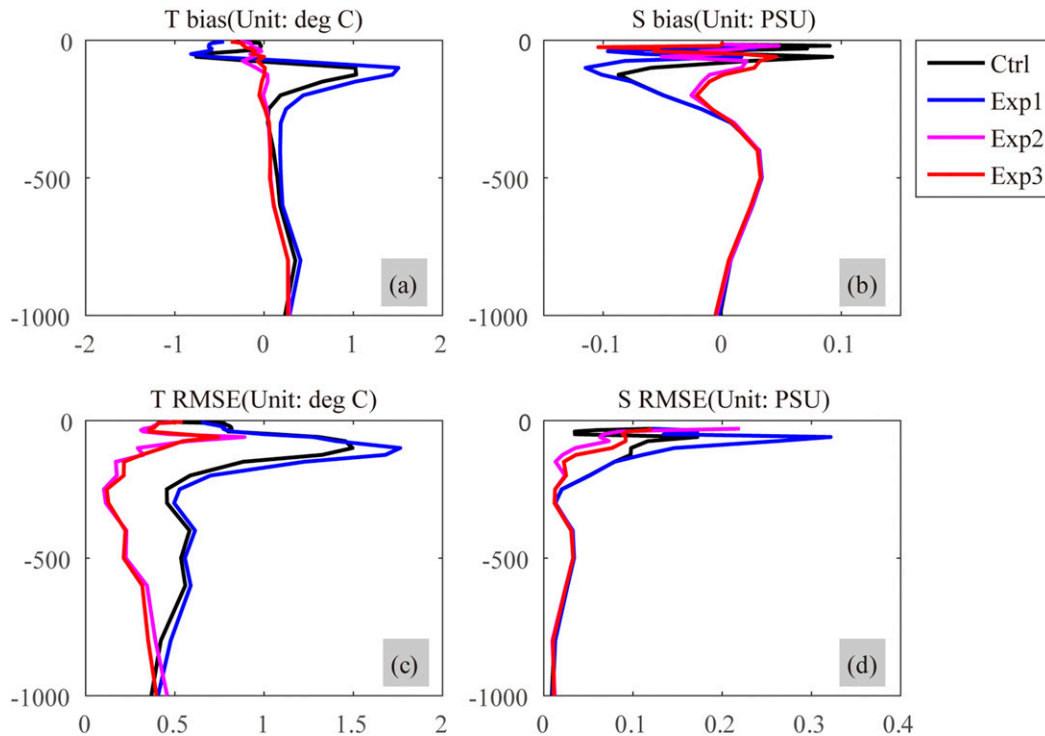 T bias(Unit: deg C)
S bias(Unit: PSU)
0
-500
-1000
-2
-1
0
1
2
(a)
0
-500
-1000
-0.1
0
0.1
(b)
Ctrl
Exp1
Exp2
Exp3
T RMSE(Unit: deg C)
S RMSE(Unit: PSU)
0
-500
-1000
0
0.5
1
1.5
2
(c)
0
-500
-1000
0
0.1
0.2
0.3
0.4
(d)